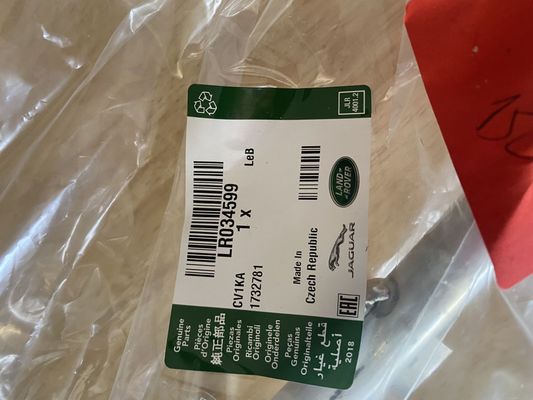 JLR
4001.2
LeB
LR034599
1 x
CV1KA
1732781
LAND-
ROVER
JAGUAR
Made In
Czech Republic
EAC
Genuine
Parts
Pièces
d'Origine
純正部品
Piezas
Originales
Ricambi
Originali
Originele
Onderdelen
Peças
Genuínas
Originalteile
قطع غيار
أصلية
2018